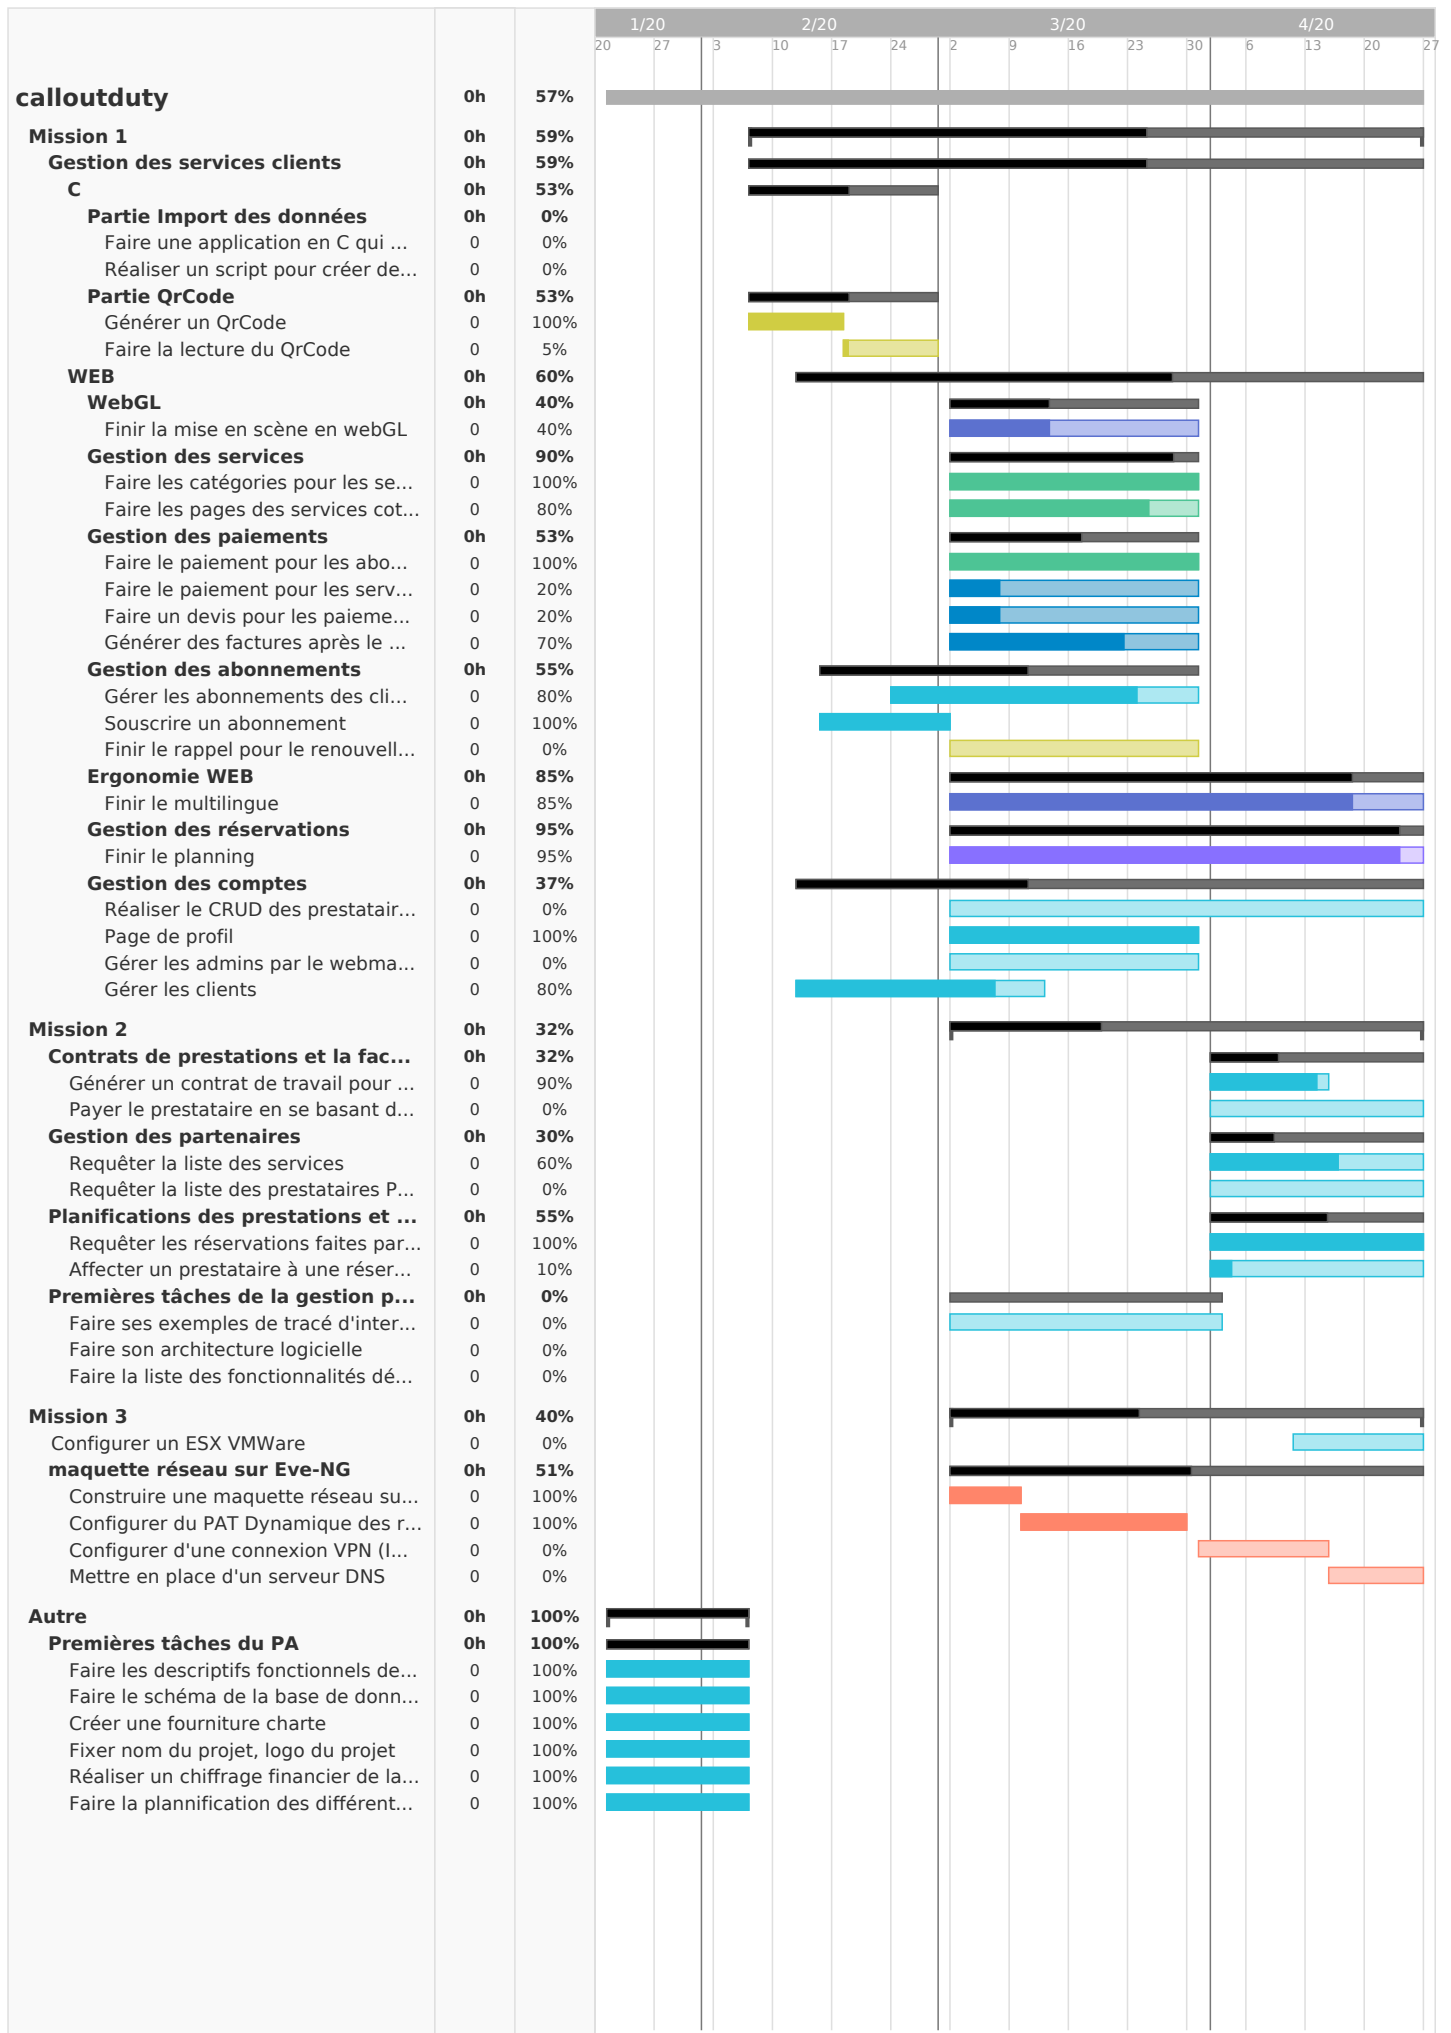 1/20 2/20 3/20 4/20
20 27 3 10 17 24 2 9 16 23 30 6 13 20 27
calloutduty 0h 57%
Mission 1 0h 59%
Gestion des services clients 0h 59%
C 0h 53%
Partie Import des données 0h 0%
Faire une application en C qui ... 0 0%
Réaliser un script pour créer de... 0 0%
Partie QrCode 0h 53%
Générer un QrCode 0 100%
Faire la lecture du QrCode 0 5%
WEB 0h 60%
WebGL 0h 40%
Finir la mise en scène en webGL 0 40%
Gestion des services 0h 90%
Faire les catégories pour les se... 0 100%
Faire les pages des services cot... 0 80%
Gestion des paiements 0h 53%
Faire le paiement pour les abo... 0 100%
Faire le paiement pour les serv... 0 20%
Faire un devis pour les paieme... 0 20%
Générer des factures après le ... 0 70%
Gestion des abonnements 0h 55%
Gérer les abonnements des cli... 0 80%
Souscrire un abonnement 0 100%
Finir le rappel pour le renouvell... 0 0%
Ergonomie WEB 0h 85%
Finir le multilingue 0 85%
Gestion des réservations 0h 95%
Finir le planning 0 95%
Gestion des comptes 0h 37%
Réaliser le CRUD des prestatair... 0 0%
Page de profil 0 100%
Gérer les admins par le webma... 0 0%
Gérer les clients 0 80%
Mission 2 0h 32%
Contrats de prestations et la fac... 0h 32%
Générer un contrat de travail pour ... 0 90%
Payer le prestataire en se basant d... 0 0%
Gestion des partenaires 0h 30%
Requêter la liste des services 0 60%
Requêter la liste des prestataires P... 0 0%
Planifications des prestations et ... 0h 55%
Requêter les réservations faites par... 0 100%
Affecter un prestataire à une réser... 0 10%
Premières tâches de la gestion p... 0h 0%
Faire ses exemples de tracé d'inter... 0 0%
Faire son architecture logicielle 0 0%
Faire la liste des fonctionnalités dé... 0 0%
Mission 3 0h 40%
Configurer un ESX VMWare 0 0%
maquette réseau sur Eve-NG 0h 51%
Construire une maquette réseau su... 0 100%
Configurer du PAT Dynamique des r... 0 100%
Configurer d'une connexion VPN (I... 0 0%
Mettre en place d'un serveur DNS 0 0%
Autre 0h 100%
Premières tâches du PA 0h 100%
Faire les descriptifs fonctionnels de... 0 100%
Faire le schéma de la base de donn... 0 100%
Créer une fourniture charte 0 100%
Fixer nom du projet, logo du projet 0 100%
Réaliser un chiffrage financier de la... 0 100%
Faire la plannification des différent... 0 100%